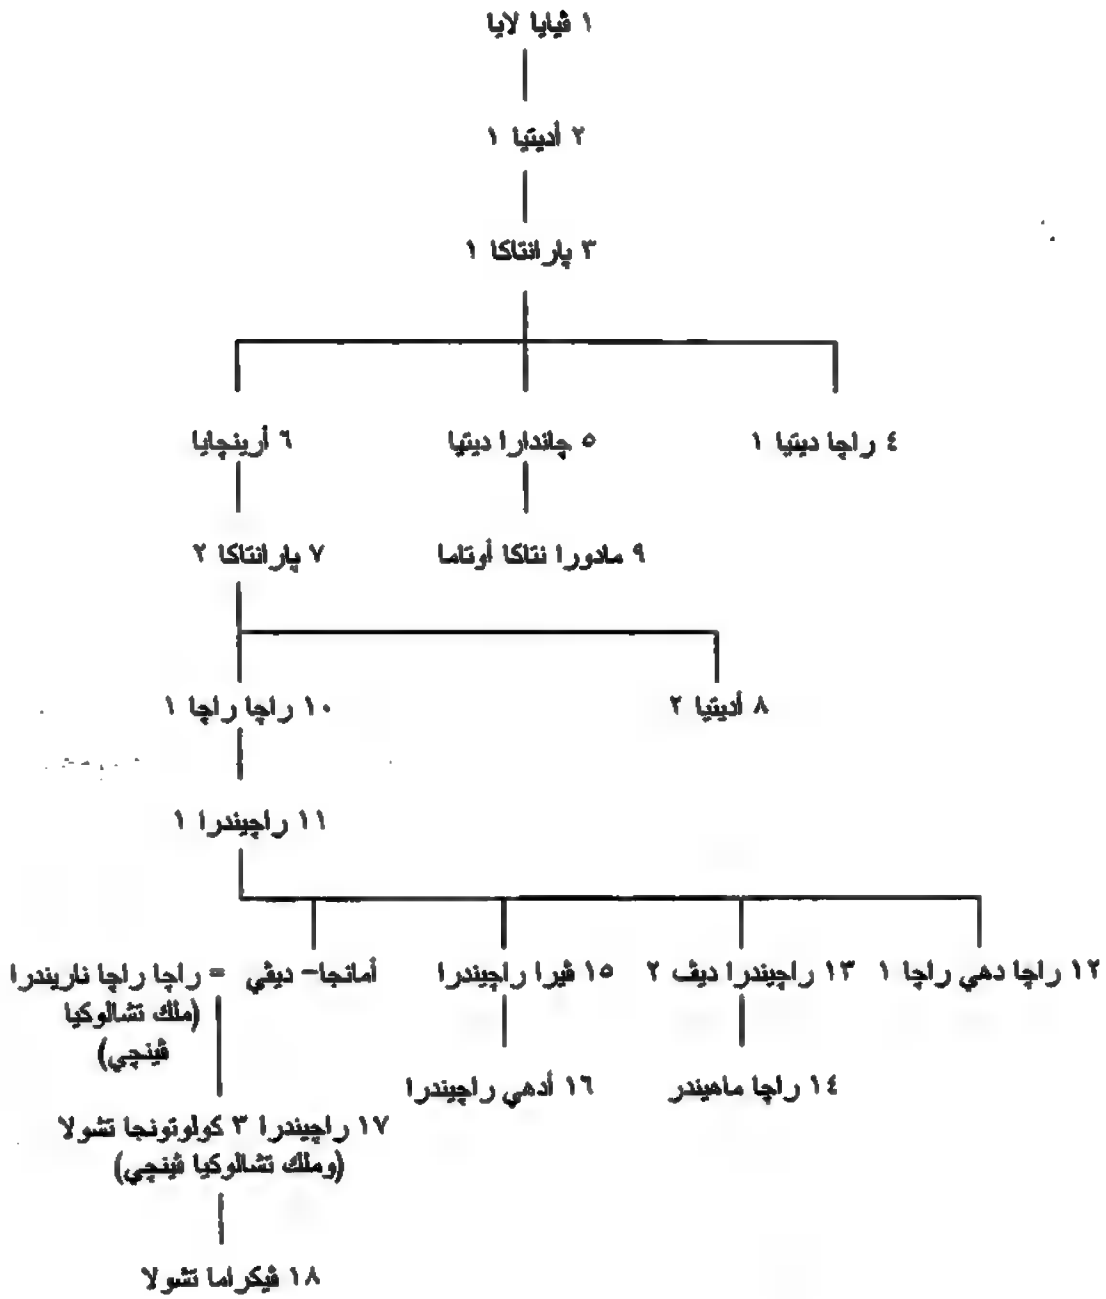 ١ ڤيايا لايا
٢ أديتيا ١
٣ پارانتاكا ١
٤ راچا ديتيا ١
٥ چاندارا ديتيا
٦ أرينچايا
٩ مادورا نتاكا أوتاما
٧ پارانتاكا ٢
٨ أديتيا ٢
١٠ راچا راچا ١
١١ راچيندرا ١
١٢ راچا دهي راچا ١
١٣ راچيندرا ديڤ ٢
١٥ ڤيرا راچيندرا
أمانجا- ديڤي
= راچا راچا ناريندرا
(ملك تشالوكيا
ڤينچي)
١٤ راچا ماهيندر
١٦ أدهي راچيندرا
١٧ راچيندرا ٣ كولوتونجا تشولا
(وملك تشالوكيا ڤينچي)
١٨ ڤيكراما تشولا